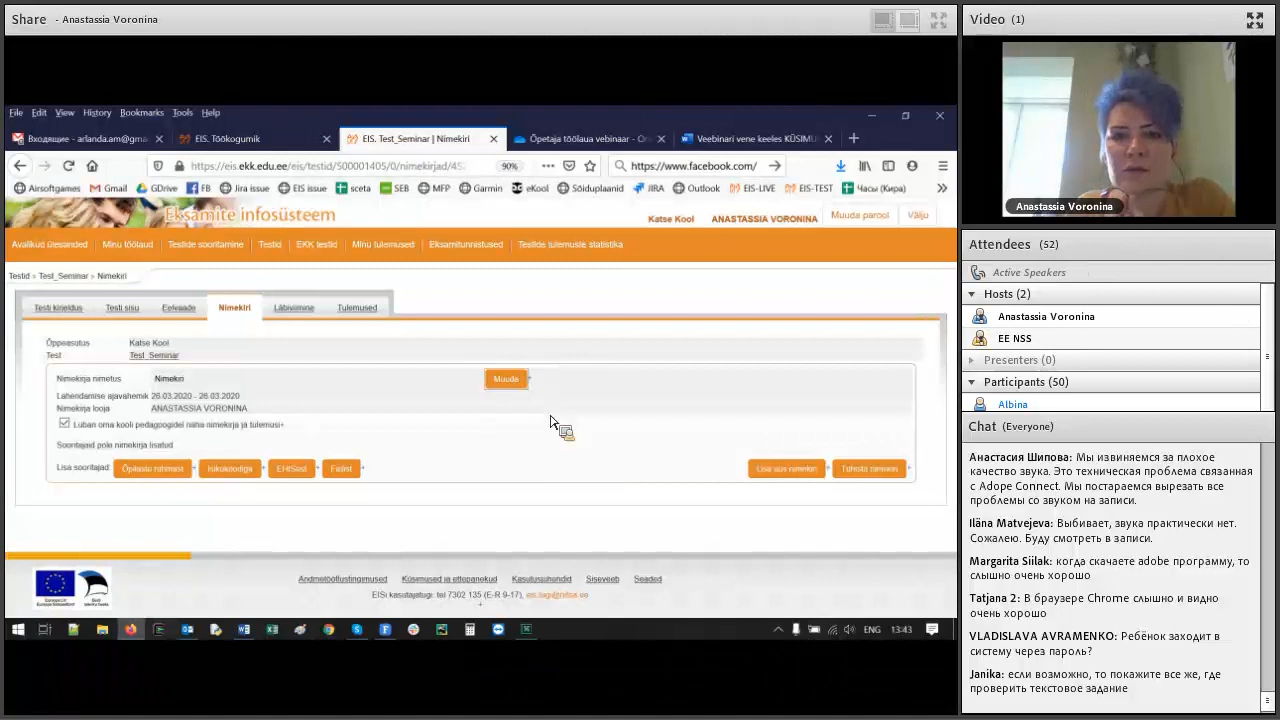 Share - Anastassia Voronina
Video (1)
File Edit View History Bookmarks Tools Help
Входящие - arlanda.am@gma
EIS. Töökogumik
EIS. Test_Seminar | Nimekiri
Õpetaja töölaua vebinaar - On
Veebinari vene keeles KÜSIMU
https://eis.ekk.edu.ee/eis/testid/500001405/0/nimekirjad/45
90%
https://www.facebook.com/
Airsoftgames Gmail GDrive FB Jira issue EIS issue sceta SEB MFP Garmin eKool Sõiduplaanid JIRA Outlook EIS-LIVE EIS-TEST Часы (Кира)
Eksamite infosüsteem
Katse Kool ANASTASSIA VORONINA Muuda parool Välju
Avalikud ülesanded Minu töölaud Testide sooritamine Testid EKK testid Minu tulemused Eksamitunnistused Testide tulemuste statistika
Testid » Test_Seminar » Nimekiri
Testi kirjeldus Testi sisu Eelvaade Nimekiri Läbiviimine Tulemused
Õppeasutus Katse Kool
Test Test_Seminar
Nimekirja nimetus Nimekiri Muuda
Lahendamise ajavahemik 26.03.2020 - 26.03.2020
Nimekirja looja ANASTASSIA VORONINA
Luban oma kooli pedagoogidel näha nimekirja ja tulemusi
Sooritajaid pole nimekirja lisatud
Lisa sooritajad: Õpilaste rühmast Isikukoodiga EHISest Failist Lisa uus nimekiri Tühista nimekiri
Andmetöötlustingimused Küsimused ja ettepanekud Kasutusjuhendid Siseveeb Seaded
EISi kasutajatugi: tel 7302 135 (E-R 9-17),
ENG 13:43
Anastassia Voronina
Attendees (52)
Active Speakers
Hosts (2)
Anastassia Voronina
EE NSS
Presenters (0)
Participants (50)
Albina
Chat (Everyone)
Анастасия Шипова: Мы извиняемся за плохое
качество звука. Это техническая проблема связанная
с Adope Connect. Мы постараемся вырезать все
проблемы со звуком на записи.
Iläna Matvejeva: Выбивает, звука практически нет.
Сожалею. Буду смотреть в записи.
Margarita Siilak: когда скачаете adobe программу, то
слышно очень хорошо
Tatjana 2: В браузере Chrome слышно и видно
очень хорошо
VLADISLAVA AVRAMENKO: Ребёнок заходит в
систему через пароль?
Janika: если возможно, то покажите все же, где
проверить текстовое задание